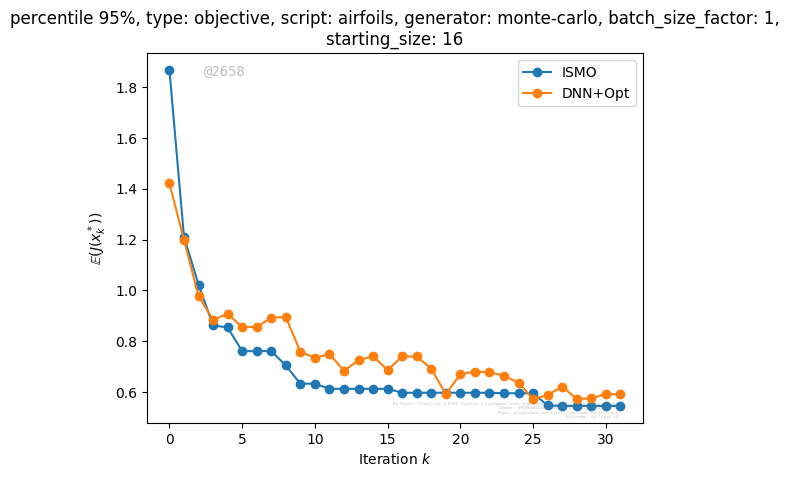 percentile 95%, type: objective, script: airfoils, generator: monte-carlo, batch_size_factor: 1,
starting_size: 16
@2658
ISMO
DNN+Opt
1.8
1.6
1.4
1.2
1.0
0.8
0.6
𝔼(J(x*k))
0 5 10 15 20 25 30
Iteration k